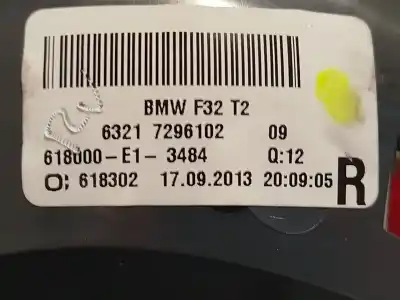 BMW F32 T2
6321 7296102 09
618000-E1-3484 Q:12
O; 618302 17.09.2013 20:09:05 R